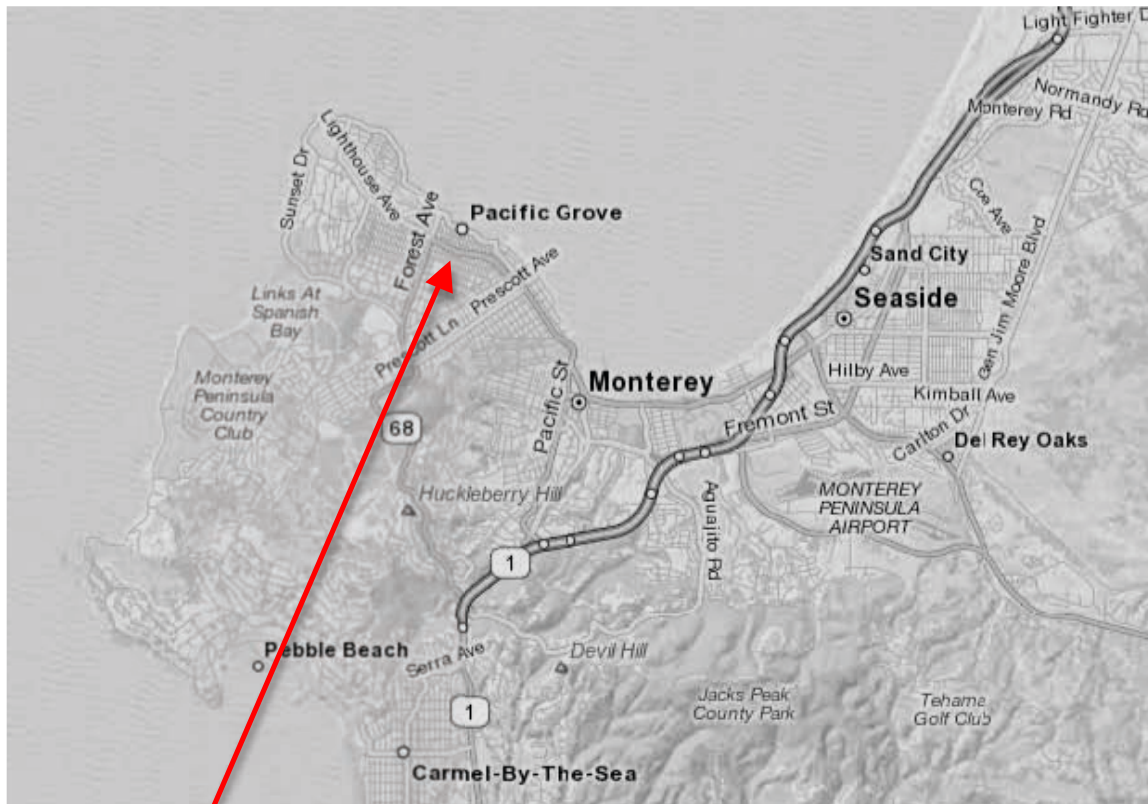 Light Fighter D
Normandy Rd
Monterey Rd
Lighthouse Ave
Sunset Dr
Coe Ave
Pacific Grove
Forest Ave
Sand City
Prescott Ave
Gen Jim Moore Blvd
Links At
Spanish
Bay
Seaside
Prescott Ln
Hilby Ave
Monterey
Peninsula
Country
Club
Monterey
Kimball Ave
Pacific St
Fremont St
68
Carlton Dr
Del Rey Oaks
Huckleberry Hill
MONTEREY
PENINSULA
AIRPORT
Aguajito Rd
1
Pebble Beach
Serra Ave
Devil Hill
Jacks Peak
County Park
Tehama
Golf Club
1
Carmel-By-The-Sea